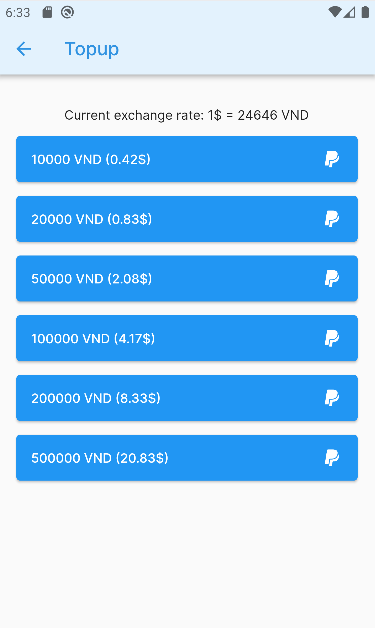 6:33
Topup
Current exchange rate: 1$ = 24646 VND
10000 VND (0.42$)
20000 VND (0.83$)
50000 VND (2.08$)
100000 VND (4.17$)
200000 VND (8.33$)
500000 VND (20.83$)